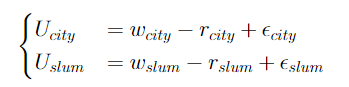 U_city = w_city − r_city + ϵ_city
U_slum = w_slum − r_slum + ϵ_slum